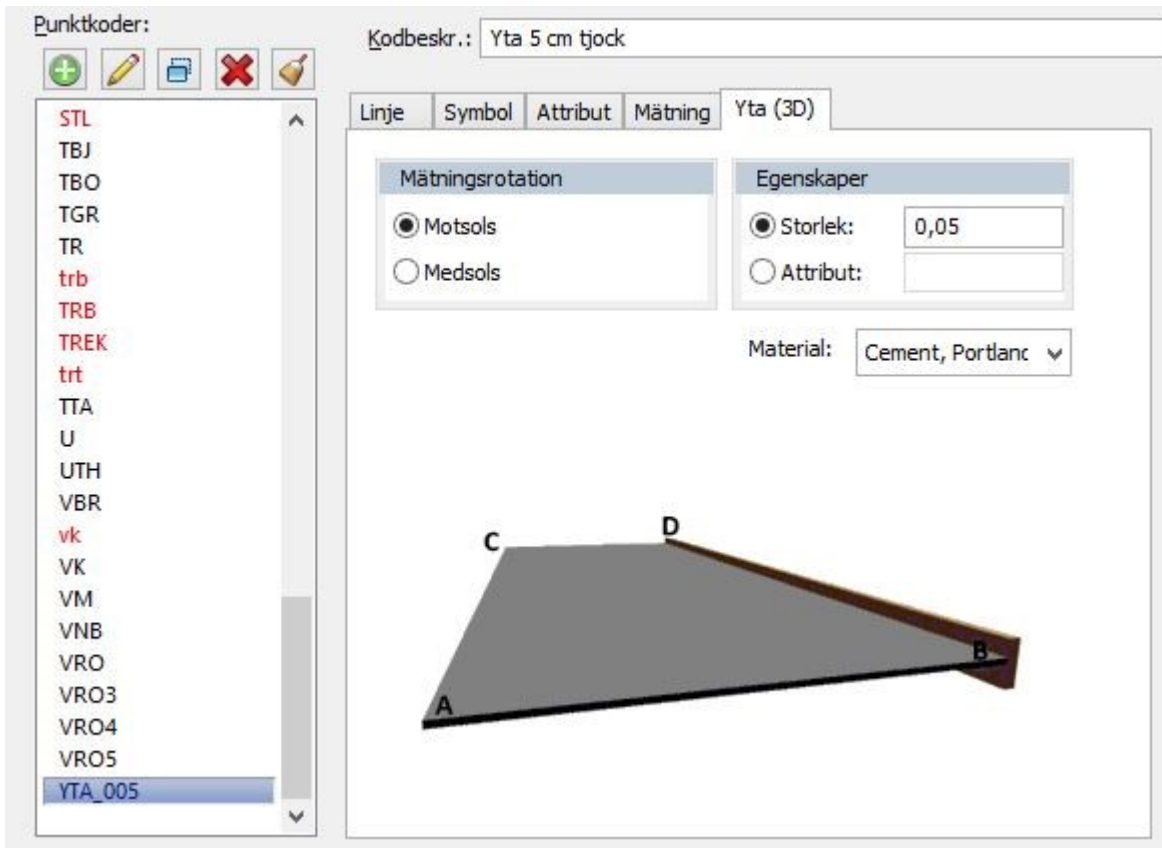 Punktkoder:
Kodbeskr.: Yta 5 cm tjock
STL
TBJ
TBO
TGR
TR
trb
TRB
TREK
trt
TTA
U
UTH
VBR
vk
VK
VM
VNB
VRO
VRO3
VRO4
VRO5
YTA_005
Linje Symbol Attribut Mätning Yta (3D)
Mätningsrotation
Motsols
Medsols
Egenskaper
Storlek: 0,05
Attribut:
Material: Cement, Portlanc
C
D
B
A